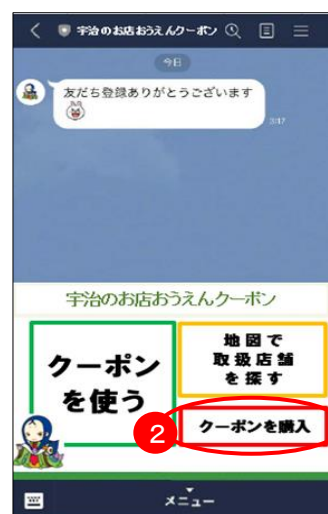 宇治のお店おうえんクーポン
今日
友だち登録ありがとうございます
3:17
宇治のお店おうえんクーポン
クーポン
を使う
地図で
取扱店舗
を探す
2
クーポンを購入
メニュー